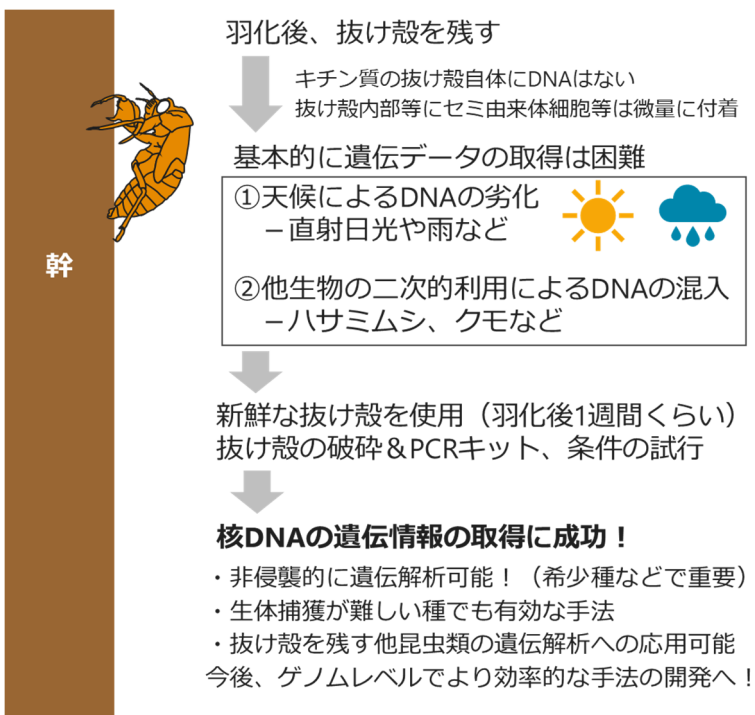 羽化後、抜け殻を残す
キチン質の抜け殻自体にDNAはない
抜け殻内部等にセミ由来体細胞等は微量に付着
基本的に遺伝データの取得は困難
①天候によるDNAの劣化
－直射日光や雨など
幹
②他生物の二次的利用によるDNAの混入
－ハサミムシ、クモなど
新鮮な抜け殻を使用（羽化後1週間くらい）
抜け殻の破砕＆PCRキット、条件の試行
核DNAの遺伝情報の取得に成功！
・非侵襲的に遺伝解析可能！（希少種などで重要）
・生体捕獲が難しい種でも有効な手法
・抜け殻を残す他昆虫類の遺伝解析への応用可能
今後、ゲノムレベルでより効率的な手法の開発へ！